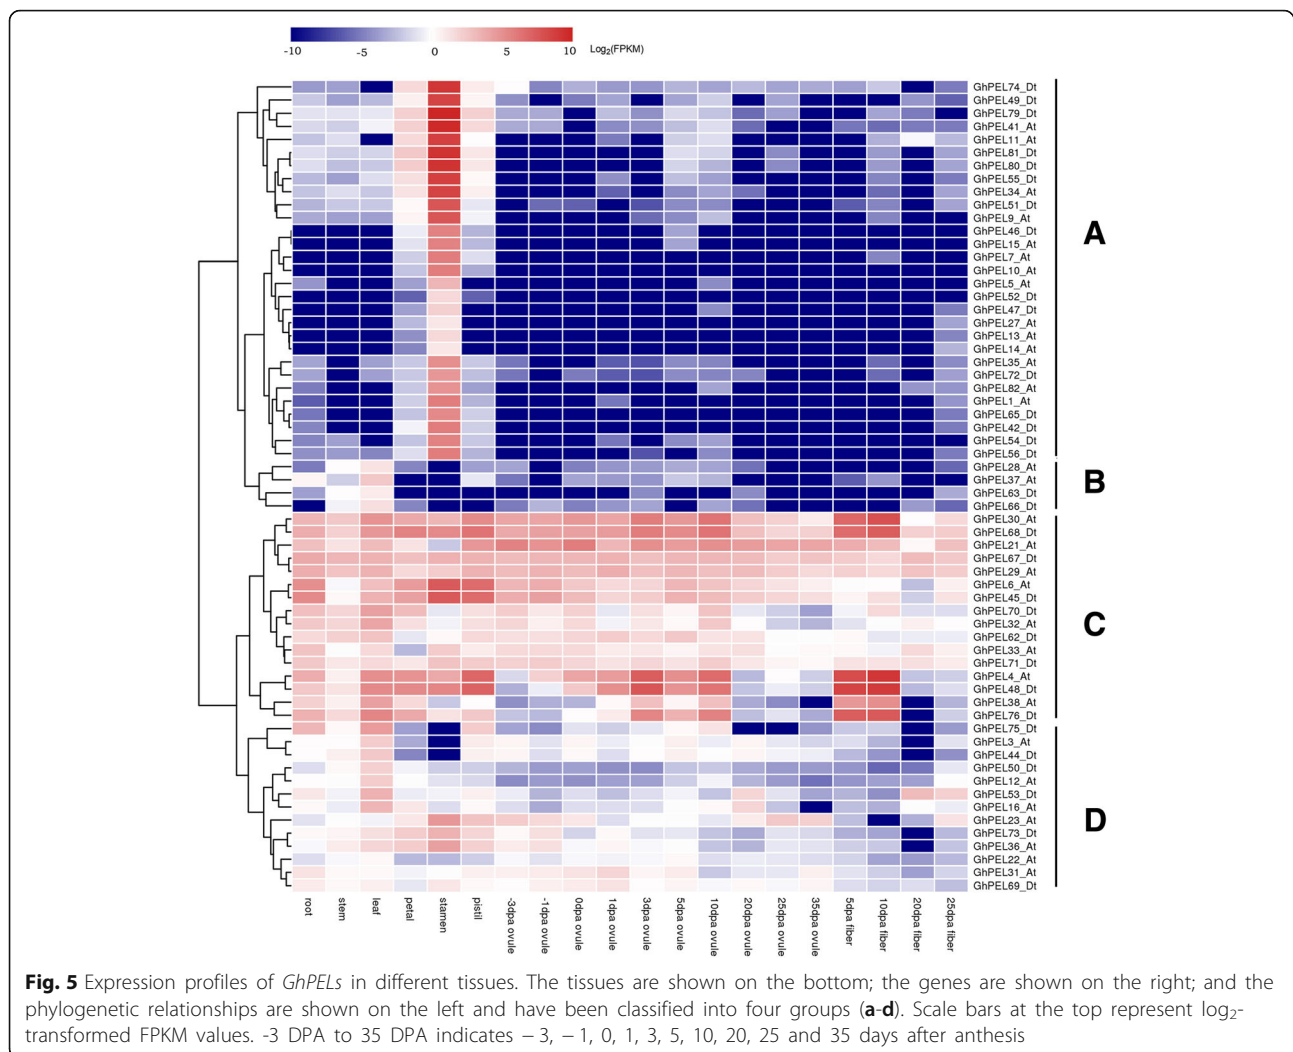 -10 -5 0 5 10 Log2(FPKM)
GhPEL74_Dt
GhPEL49_Dt
GhPEL79_Dt
GhPEL41_At
GhPEL11_At
GhPEL81_Dt
GhPEL80_Dt
GhPEL55_Dt
GhPEL34_At
GhPEL51_Dt
GhPEL9_At
A
GhPEL46_Dt
GhPEL15_At
GhPEL7_At
GhPEL10_At
GhPEL5_At
GhPEL52_Dt
GhPEL47_Dt
GhPEL27_At
GhPEL13_At
GhPEL14_At
GhPEL35_At
GhPEL72_Dt
GhPEL82_At
GhPEL1_At
GhPEL65_Dt
GhPEL42_Dt
GhPEL54_Dt
GhPEL56_Dt
GhPEL28_At
GhPEL37_At
B
GhPEL63_Dt
GhPEL66_Dt
GhPEL30_At
GhPEL68_Dt
GhPEL21_At
GhPEL67_Dt
GhPEL29_At
GhPEL6_At
GhPEL45_Dt
GhPEL70_Dt
GhPEL32_At
C
GhPEL62_Dt
GhPEL33_At
GhPEL71_Dt
GhPEL4_At
GhPEL48_Dt
GhPEL38_At
GhPEL76_Dt
GhPEL75_Dt
GhPEL3_At
GhPEL44_Dt
GhPEL50_Dt
GhPEL12_At
GhPEL53_Dt
GhPEL16_At
GhPEL23_At
D
GhPEL73_Dt
GhPEL36_At
GhPEL22_At
GhPEL31_At
GhPEL69_Dt
root
stem
leaf
petal
stamen
pistil
-3dpa ovule
-1dpa ovule
0dpa ovule
1dpa ovule
3dpa ovule
5dpa ovule
10dpa ovule
20dpa ovule
25dpa ovule
35dpa ovule
5dpa fiber
10dpa fiber
20dpa fiber
25dpa fiber
Fig. 5 Expression profiles of GhPELs in different tissues. The tissues are shown on the bottom; the genes are shown on the right; and the
phylogenetic relationships are shown on the left and have been classified into four groups (a-d). Scale bars at the top represent log2-
transformed FPKM values. -3 DPA to 35 DPA indicates − 3, − 1, 0, 1, 3, 5, 10, 20, 25 and 35 days after anthesis